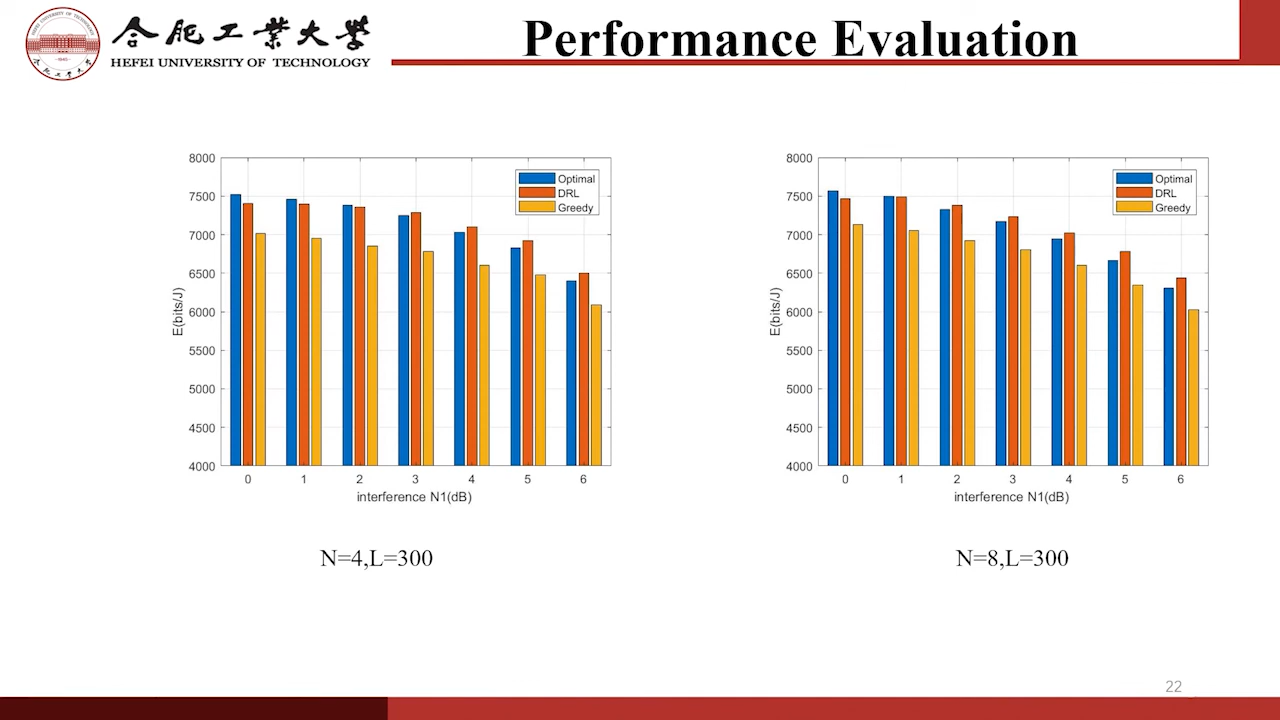 合肥工業大學
HEFEI UNIVERSITY OF TECHNOLOGY
Performance Evaluation
8000
7500
7000
6500
6000
5500
5000
4500
4000
E(bits/J)
Optimal
DRL
Greedy
0 1 2 3 4 5 6
interference N1(dB)
N=4,L=300
8000
7500
7000
6500
6000
5500
5000
4500
4000
E(bits/J)
Optimal
DRL
Greedy
0 1 2 3 4 5 6
interference N1(dB)
N=8,L=300
22